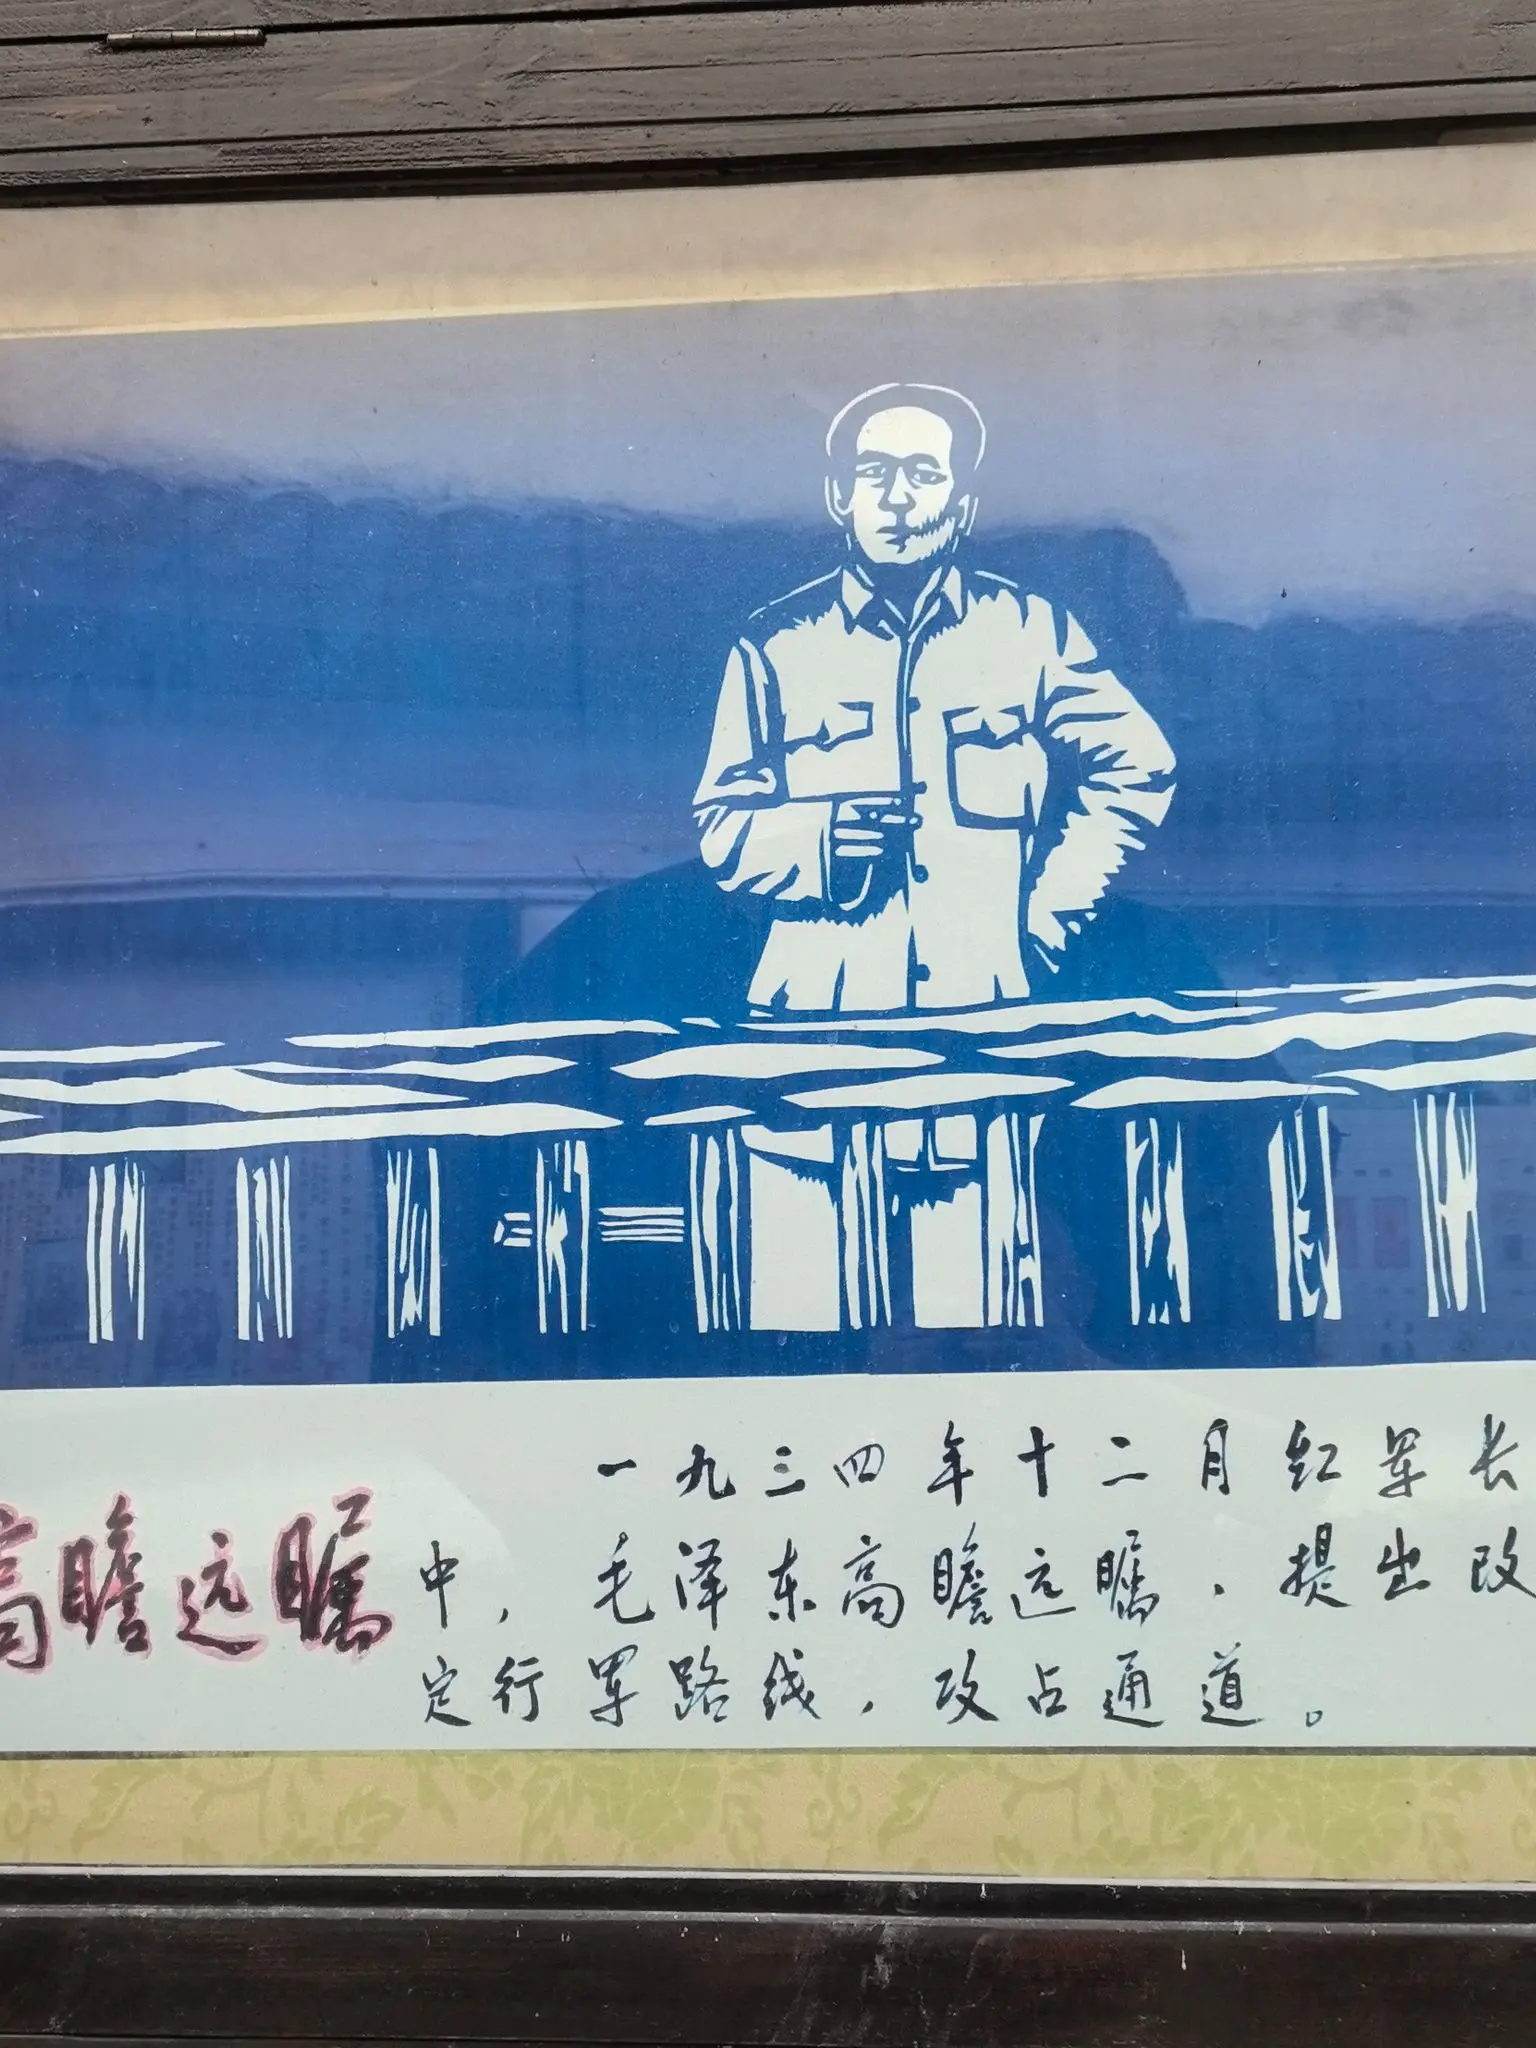 高瞻远瞩
一九三四年十二月红军长
中，毛泽东高瞻远瞩，提出改
定行军路线，攻占通道。